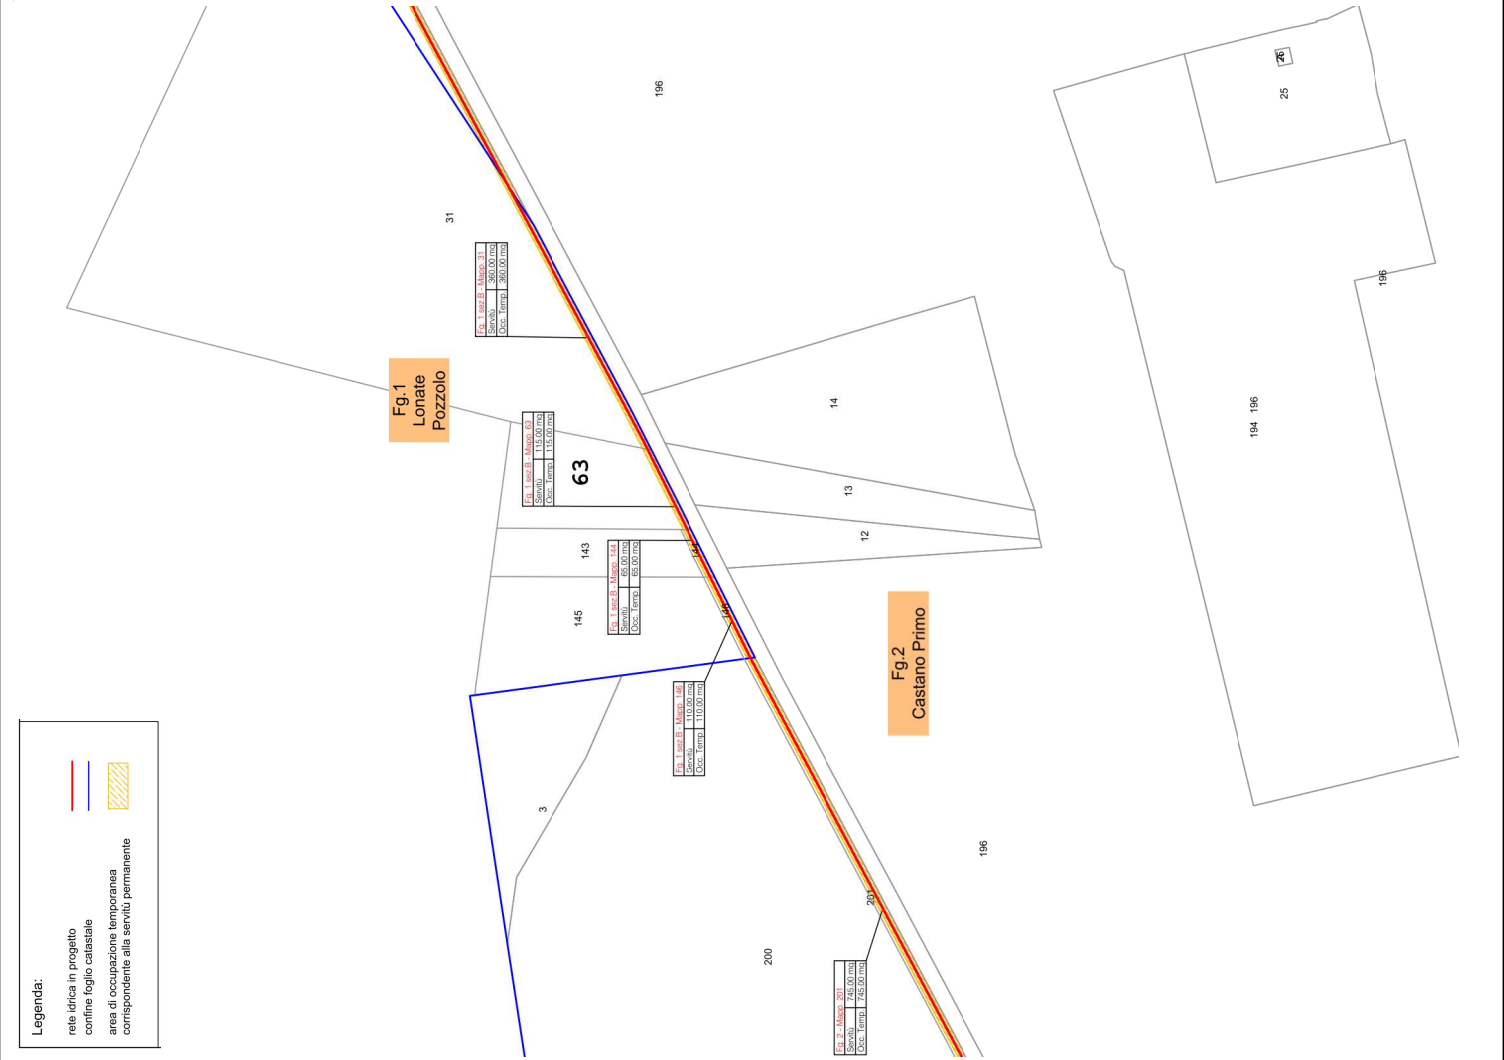 Legenda:
rete idrica in progetto
confine foglio catastale
area di occupazione temporanea
corrispondente alla servitù permanente
Fg.1
Lonate
Pozzolo
Fg.2
Castano Primo
Fg. 1 sez.B - Mapp. 31
Servitù 360.00 mq
Occ. Temp. 360.00 mq
Fg. 1 sez.B - Mapp. 63
Servitù 115.00 mq
Occ. Temp. 115.00 mq
Fg. 1 sez.B - Mapp. 144
Servitù 65.00 mq
Occ. Temp. 65.00 mq
Fg. 1 sez.B - Mapp. 146
Servitù 110.00 mq
Occ. Temp. 110.00 mq
Fg. 2 - Mapp. 201
Servitù 745.00 mq
Occ. Temp. 745.00 mq
31
63
143
145
144
146
3
200
201
196
14
13
12
196
25
196
194 196